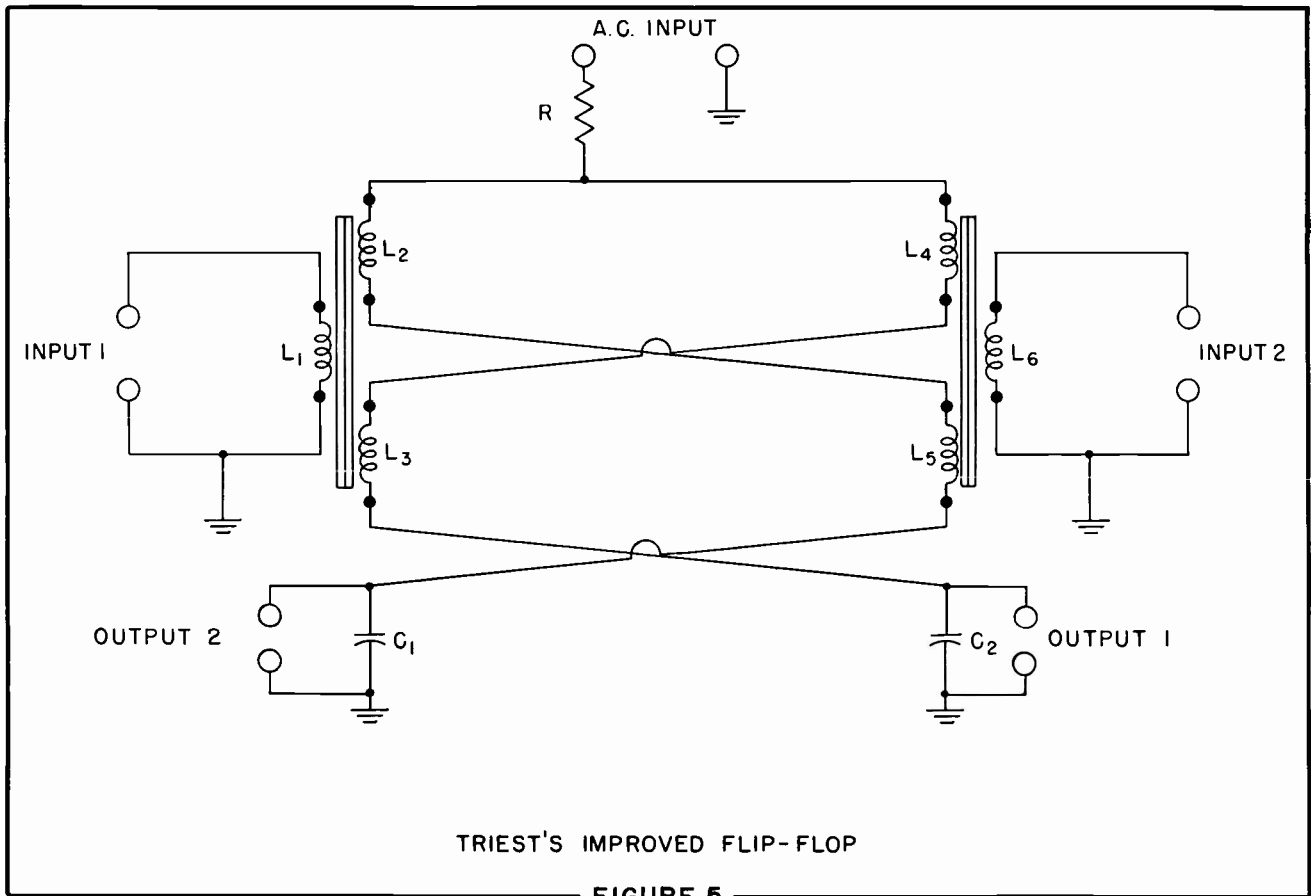 A.C. INPUT
R
L2
L4
INPUT 1
L1
L6
INPUT 2
L3
L5
OUTPUT 2
C1
C2
OUTPUT 1
TRIEST'S IMPROVED FLIP-FLOP
FIGURE 5